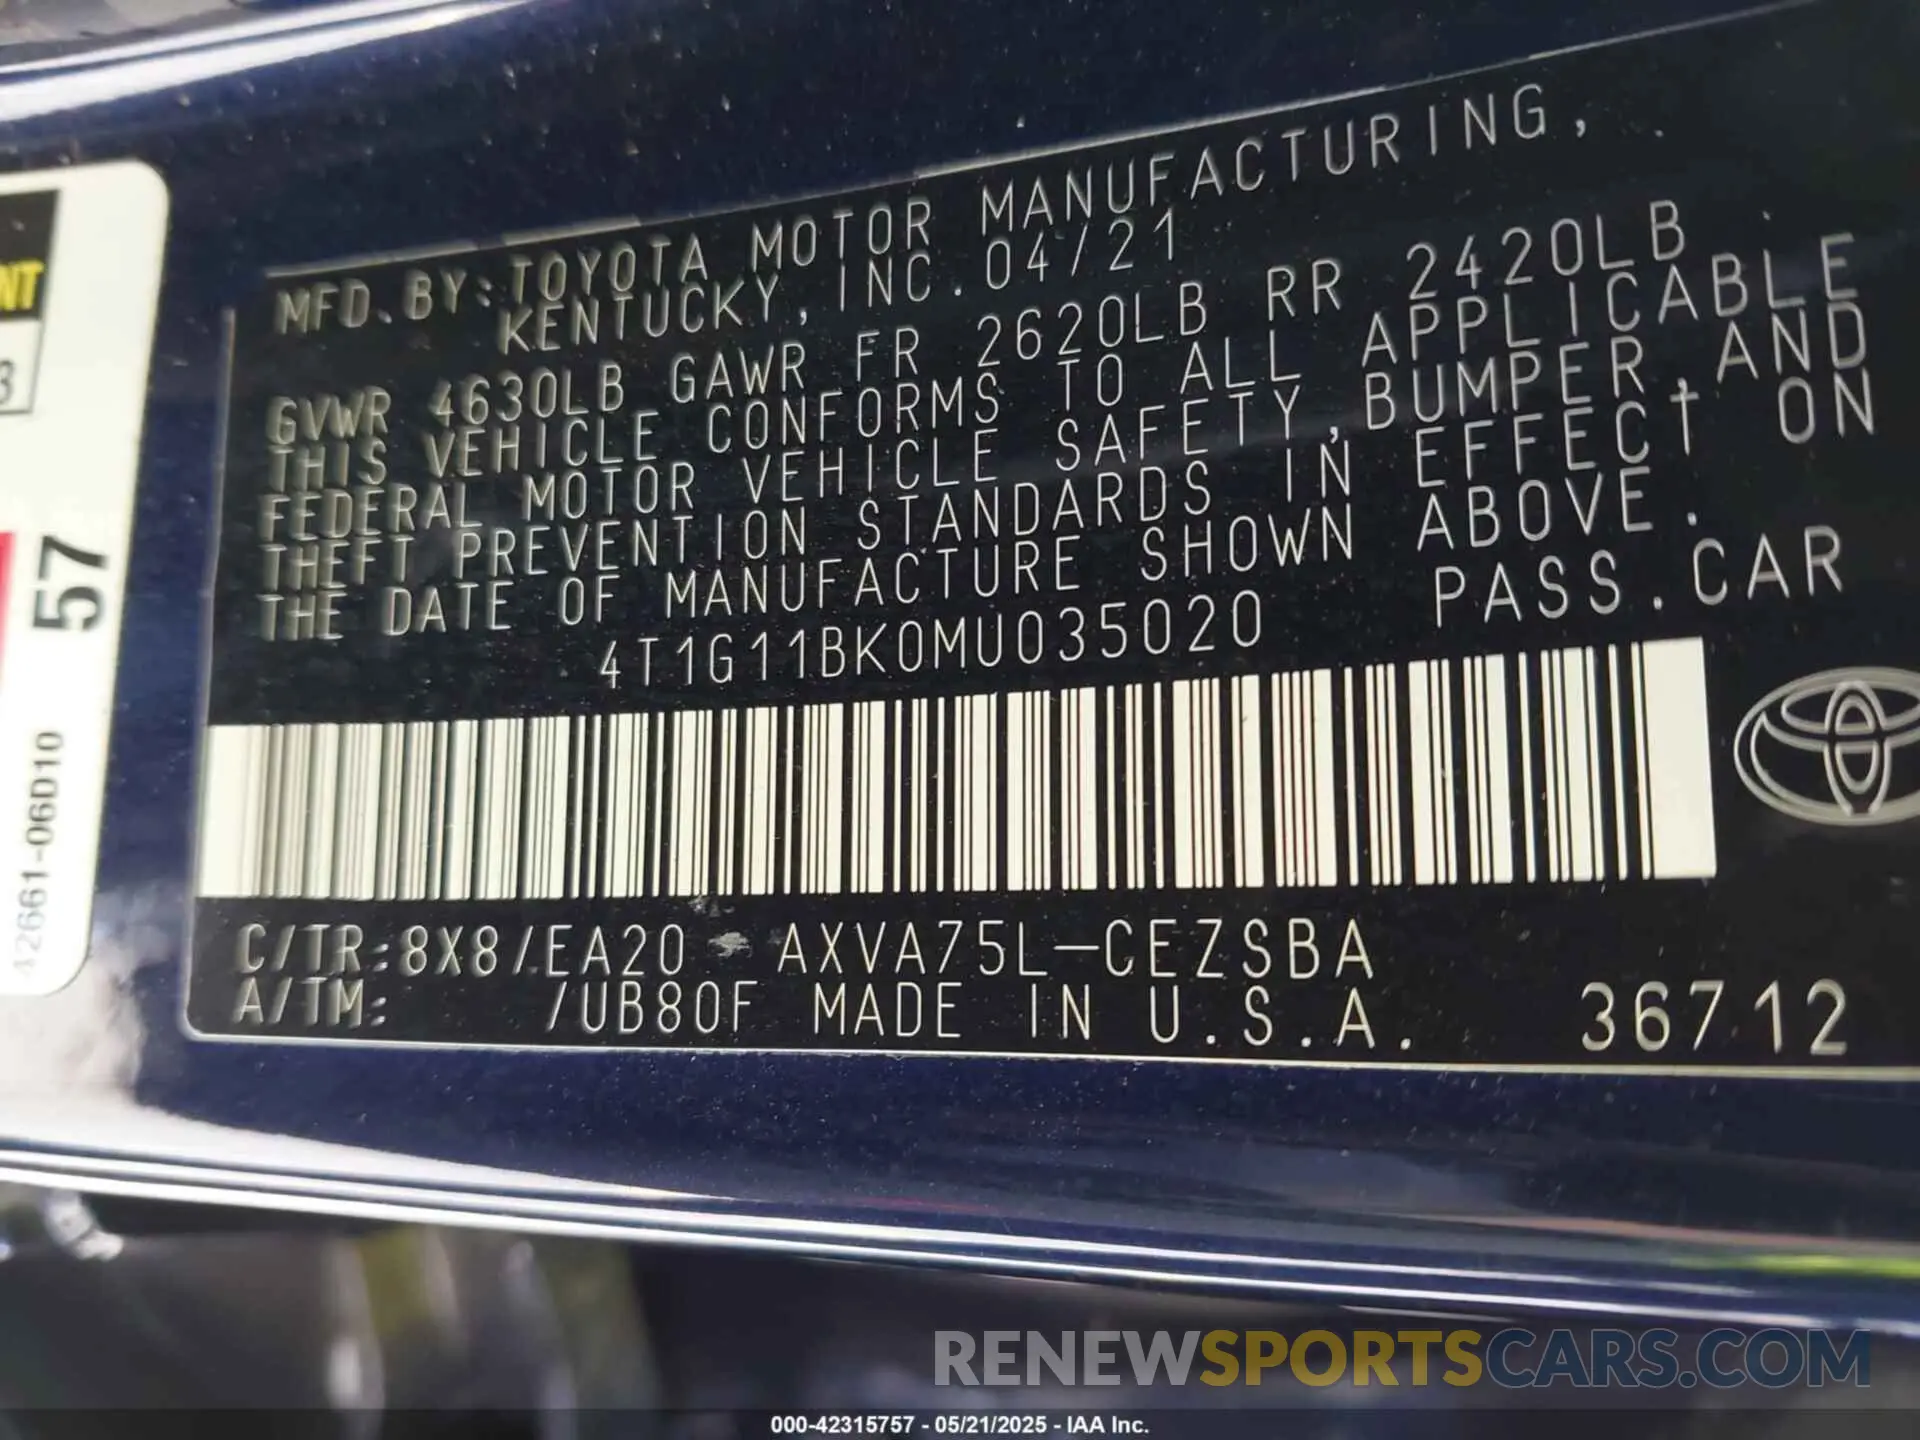 MFD. BY: TOYOTA MOTOR MANUFACTURING,
KENTUCKY, INC. 04/21
GVWR 4630LB GAWR FR 2620LB RR 2420LB
THIS VEHICLE CONFORMS TO ALL APPLICABLE
FEDERAL MOTOR VEHICLE SAFETY, BUMPER, AND
THEFT PREVENTION STANDARDS IN EFFECT ON
THE DATE OF MANUFACTURE SHOWN ABOVE.
4T1G11BK0MU035020 PASS. CAR
C/TR: 8X8/EA20 AXVA75L-CEZSBA
A/TM: /UB80F MADE IN U.S.A. 36712
NT
3
57
42661-06D10
RENEWSPORTSCARS.COM
000-42315757 - 05/21/2025 - IAA Inc.